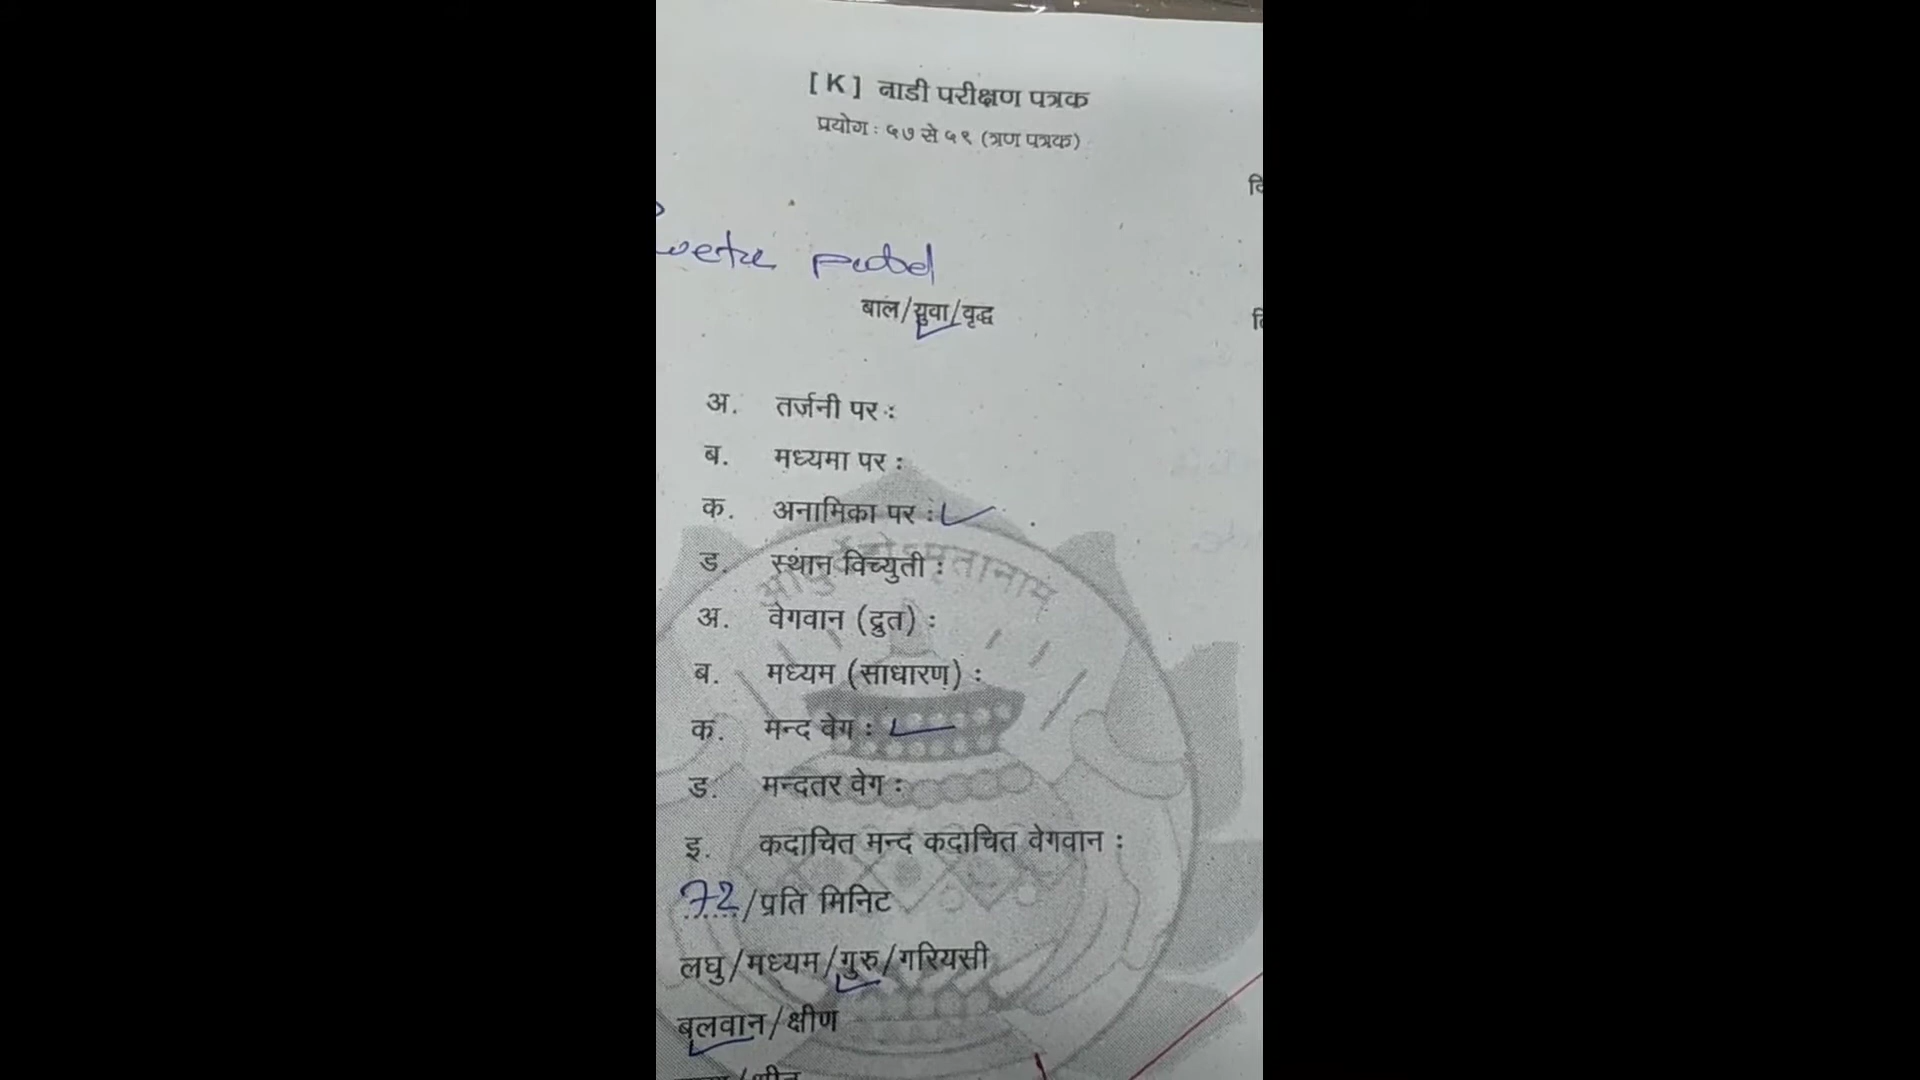 [K] नाडी परीक्षण पत्रक
प्रयोग : ५७ से ५९ (त्रण पत्रक)
बाल/युवा/वृद्ध
अ. तर्जनी पर :
ब. मध्यमा पर :
क. अनामिका पर :
ड. स्थान विच्युती :
अ. वेगवान (द्रुत) :
ब. मध्यम (साधारण) :
क. मन्द वेग :
ड. मन्दतर वेग :
इ. कदाचित मन्द कदाचित वेगवान :
72/प्रति मिनिट
लघु/मध्यम/गुरु/गरियसी
बलवान/क्षीण